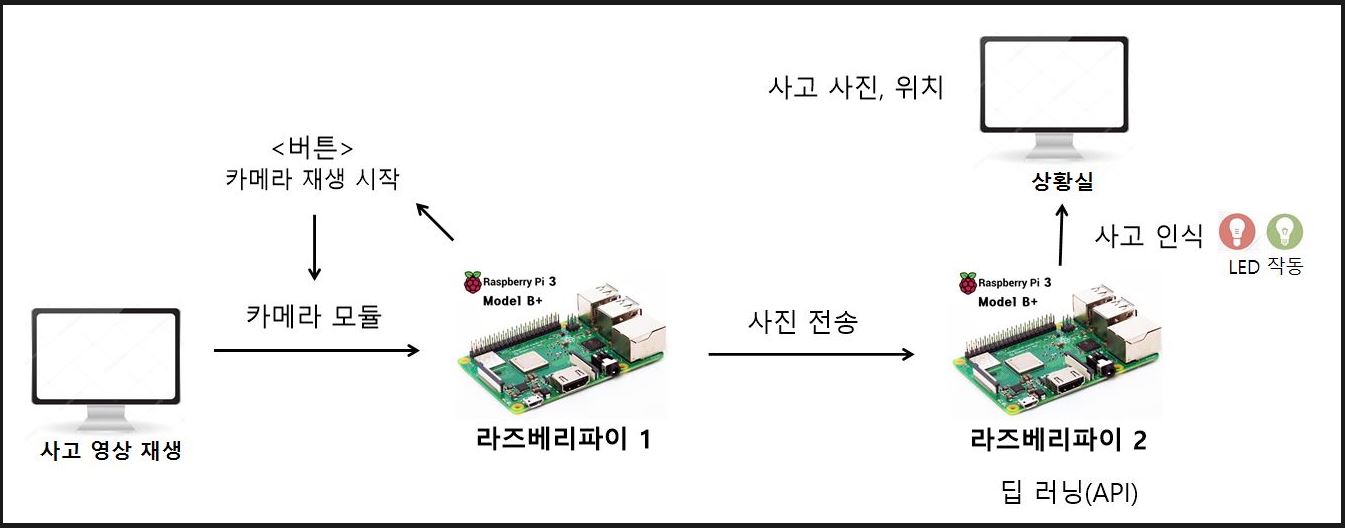 사고 사진, 위치
상황실
<버튼>
카메라 재생 시작
사고 인식
LED 작동
Raspberry Pi 3
Model B+
Raspberry Pi 3
Model B+
카메라 모듈
사진 전송
사고 영상 재생
라즈베리파이 1
라즈베리파이 2
딥 러닝(API)